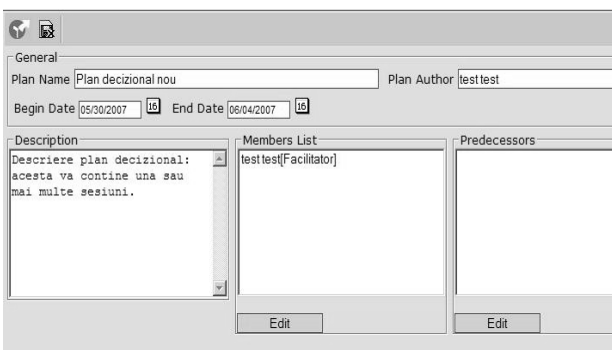 General
Plan Name Plan decizional nou Plan Author test test
Begin Date 05/30/2007 16 End Date 06/04/2007 16
Description Members List Predecessors
Descriere plan decizional:
acesta va contine una sau
mai multe sesiuni.
test test[Facilitator]
Edit Edit